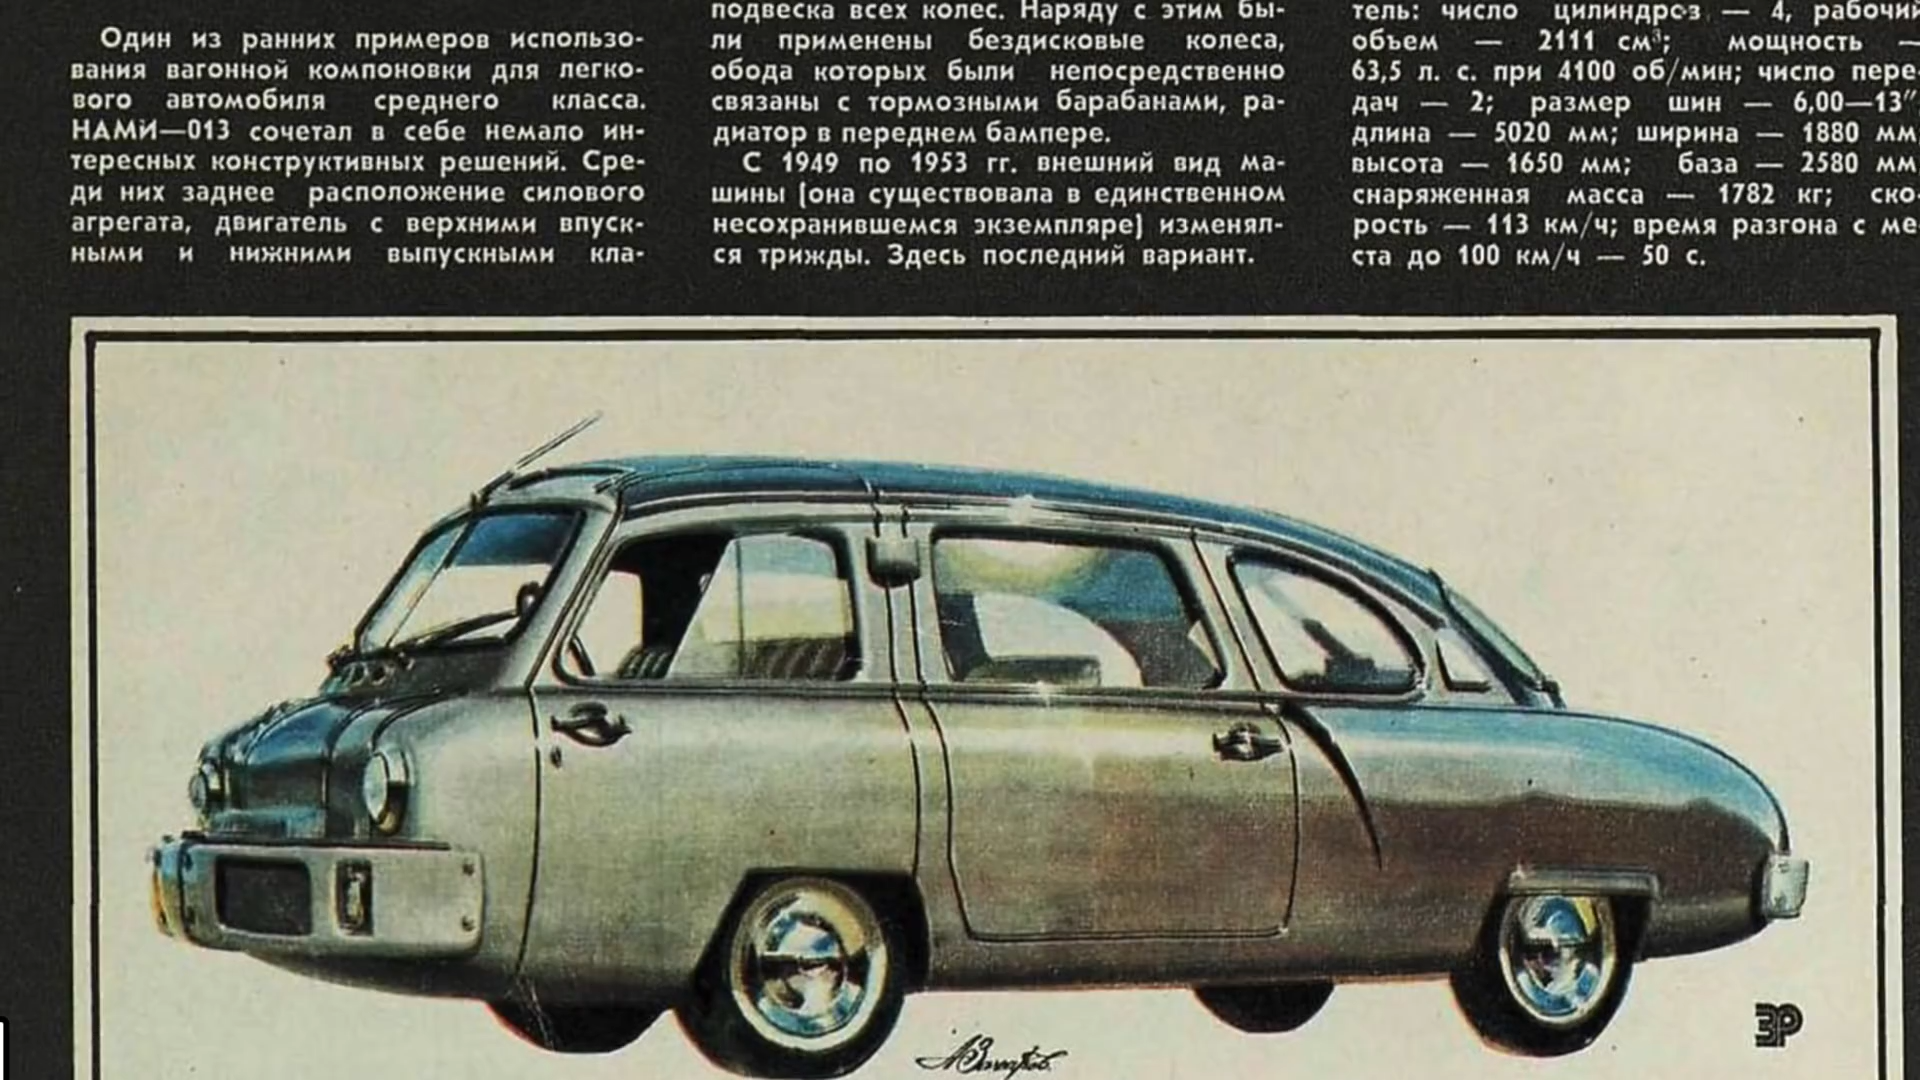 Один из ранних примеров использо-
вания вагонной компоновки для легко-
вого автомобиля среднего класса.
НАМИ—013 сочетал в себе немало ин-
тересных конструктивных решений. Сре-
ди них заднее расположение силового
агрегата, двигатель с верхними впуск-
ными и нижними выпускными кла-
подвеска всех колес. Наряду с этим бы-
ли применены бездисковые колеса,
обода которых были непосредственно
связаны с тормозными барабанами, ра-
диатор в переднем бампере.
С 1949 по 1953 гг. внешний вид ма-
шины (она существовала в единственном
несохранившемся экземпляре) изменял-
ся трижды. Здесь последний вариант.
тель: число цилиндров — 4, рабочий
объем — 2111 см³; мощность —
63,5 л. с. при 4100 об/мин; число пере-
дач — 2; размер шин — 6,00—13″
длина — 5020 мм; ширина — 1880 мм
высота — 1650 мм; база — 2580 мм
снаряженная масса — 1782 кг; ско-
рость — 113 км/ч; время разгона с ме-
ста до 100 км/ч — 50 с.
ЗР